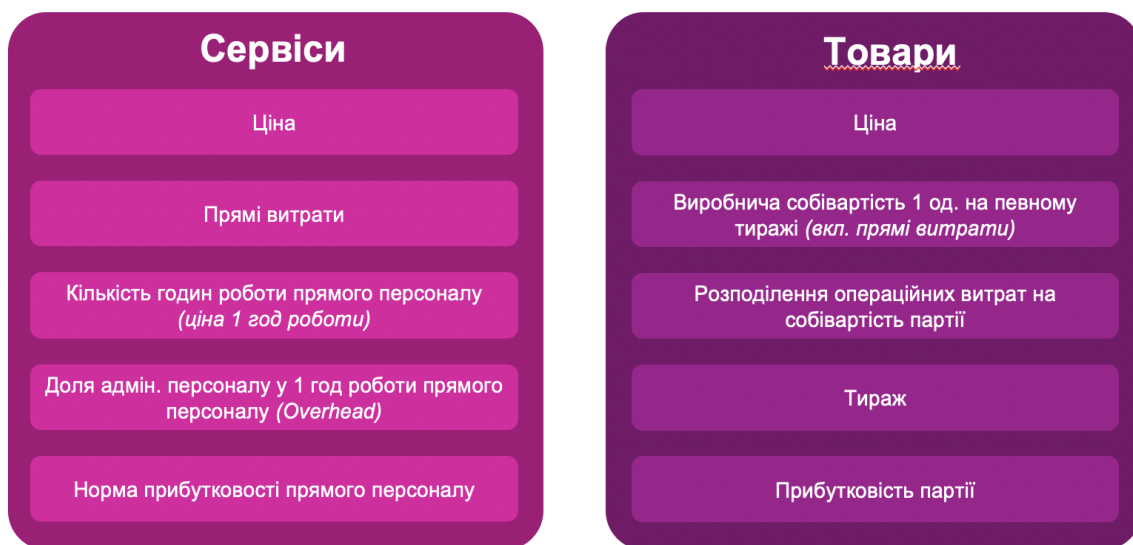 Сервіси
Ціна
Прямі витрати
Кількість годин роботи прямого персоналу
(ціна 1 год роботи)
Доля адмін. персоналу у 1 год роботи прямого
персоналу (Overhead)
Норма прибутковості прямого персоналу
Товари
Ціна
Виробнича собівартість 1 од. на певному
тиражі (вкл. прямі витрати)
Розподілення операційних витрат на
собівартість партії
Тираж
Прибутковість партії